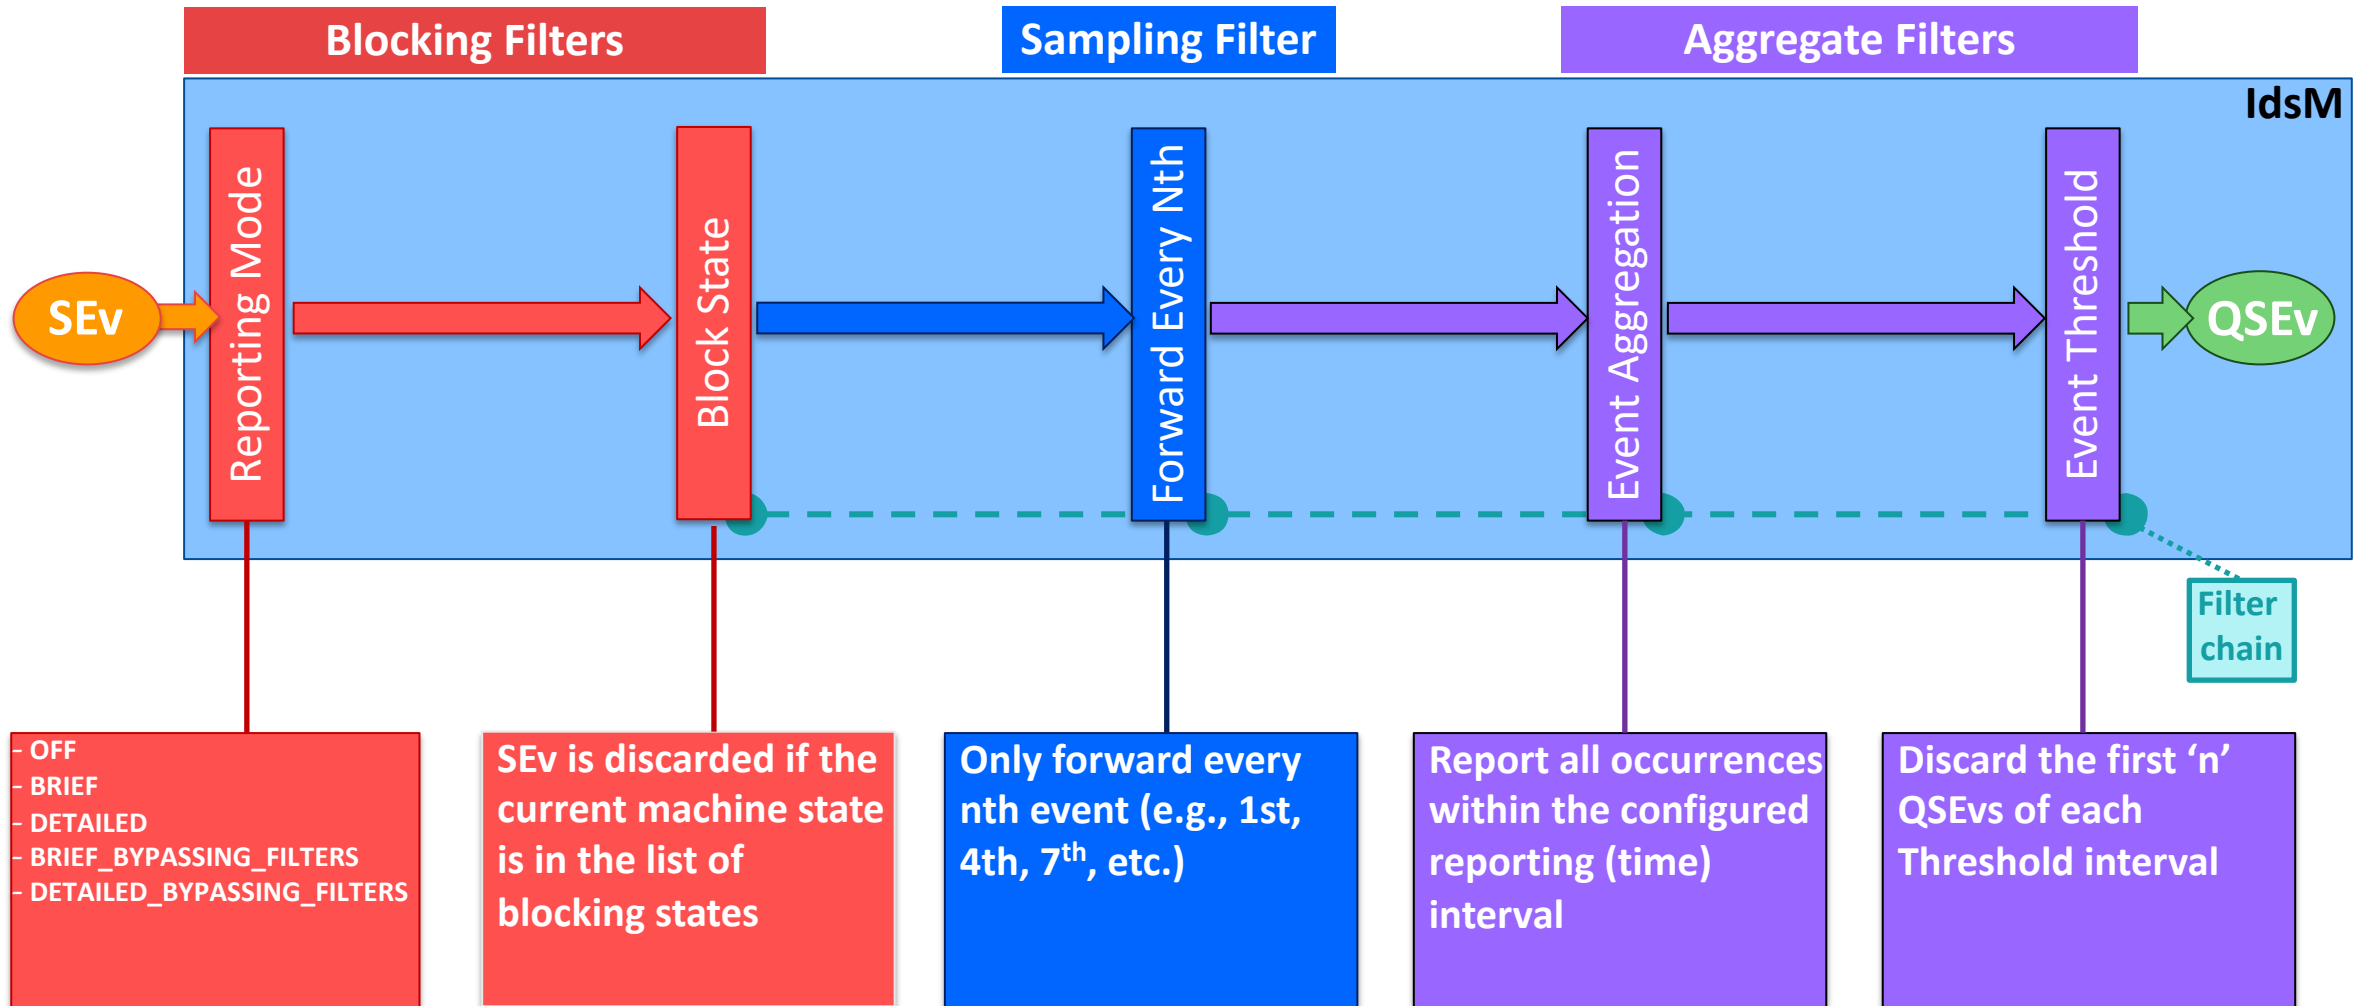 Blocking Filters
Sampling Filter
Aggregate Filters
IdsM
SEv
Reporting Mode
Block State
Forward Every Nth
Event Aggregation
Event Threshold
QSEv
Filter
chain
- OFF
- BRIEF
- DETAILED
- BRIEF_BYPASSING_FILTERS
- DETAILED_BYPASSING_FILTERS
SEv is discarded if the
current machine state
is in the list of
blocking states
Only forward every
nth event (e.g., 1st,
4th, 7th, etc.)
Report all occurrences
within the configured
reporting (time)
interval
Discard the first ‘n’
QSEvs of each
Threshold interval